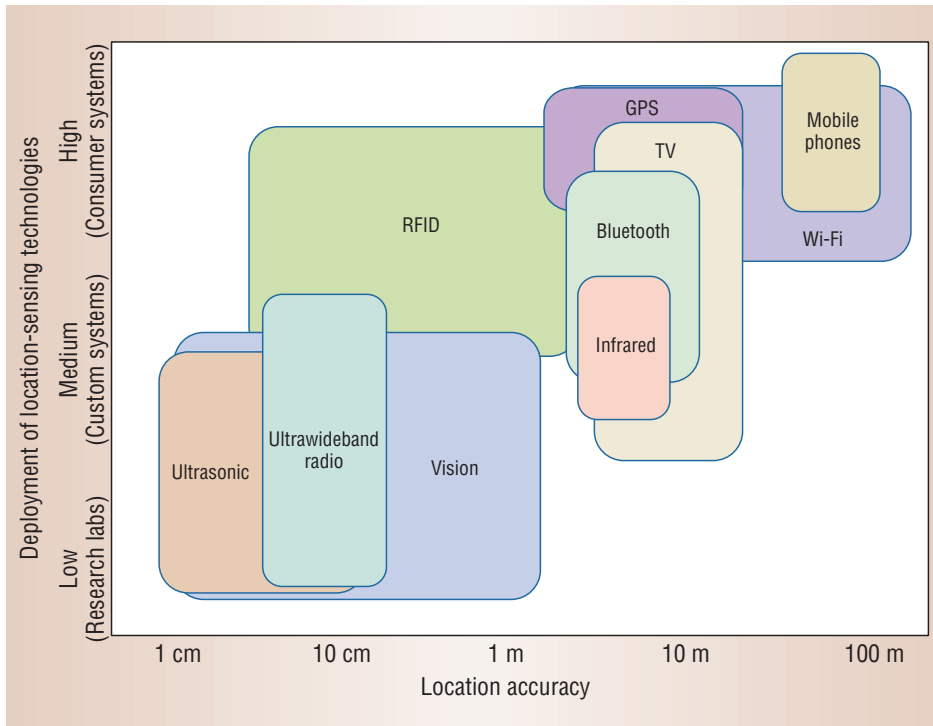 Deployment of location-sensing technologies
High
(Consumer systems)
Medium
(Custom systems)
Low
(Research labs)
GPS
Mobile
phones
TV
RFID
Bluetooth
Wi-Fi
Infrared
Ultrawideband
radio
Ultrasonic
Vision
1 cm
10 cm
1 m
10 m
100 m
Location accuracy